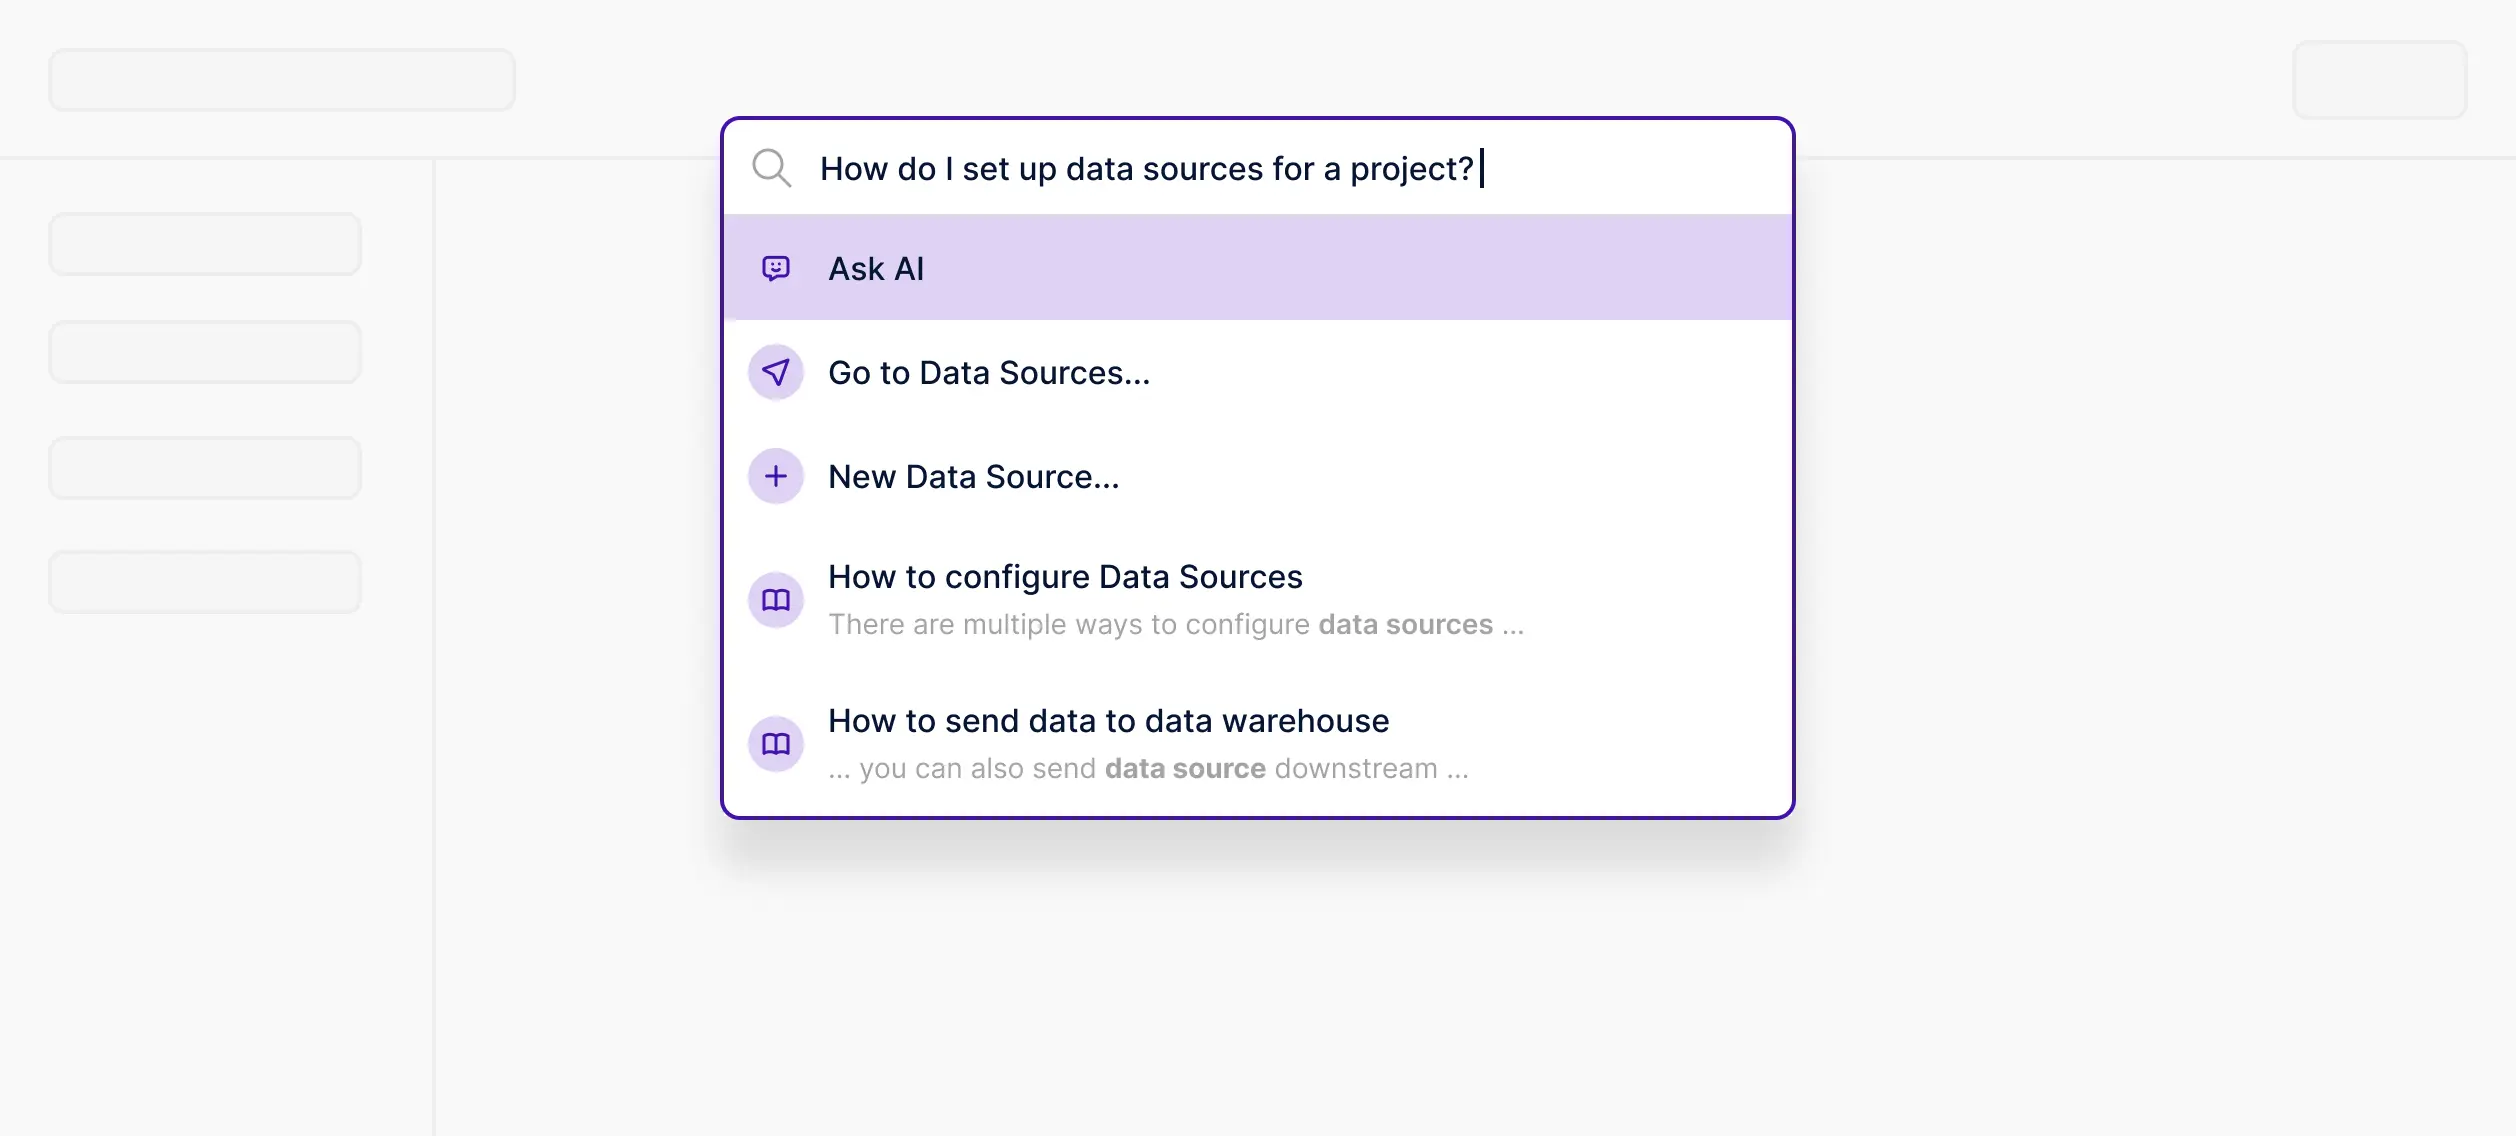 How do I set up data sources for a project?
Ask AI
Go to Data Sources...
New Data Source...
How to configure Data Sources
There are multiple ways to configure data sources ...
How to send data to data warehouse
... you can also send data source downstream ...